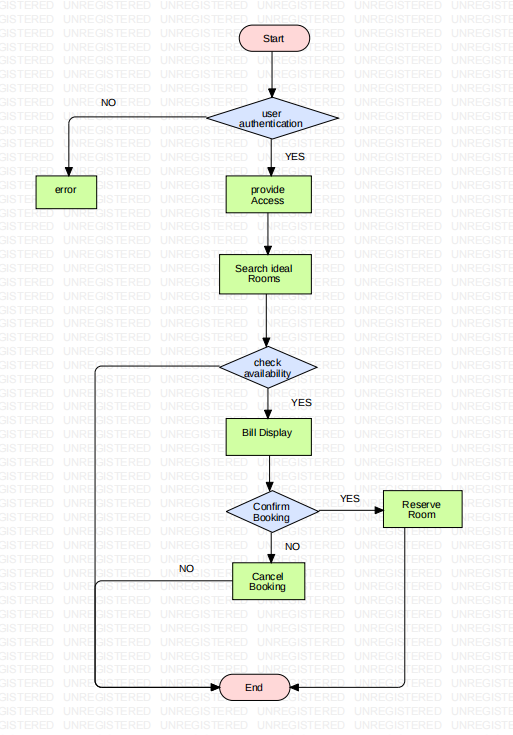 Start
NO
user
authentication
YES
error
provide
Access
Search ideal
Rooms
check
availability
YES
Bill Display
Confirm
Booking
YES
Reserve
Room
NO
NO
Cancel
Booking
End
UNREGISTERED